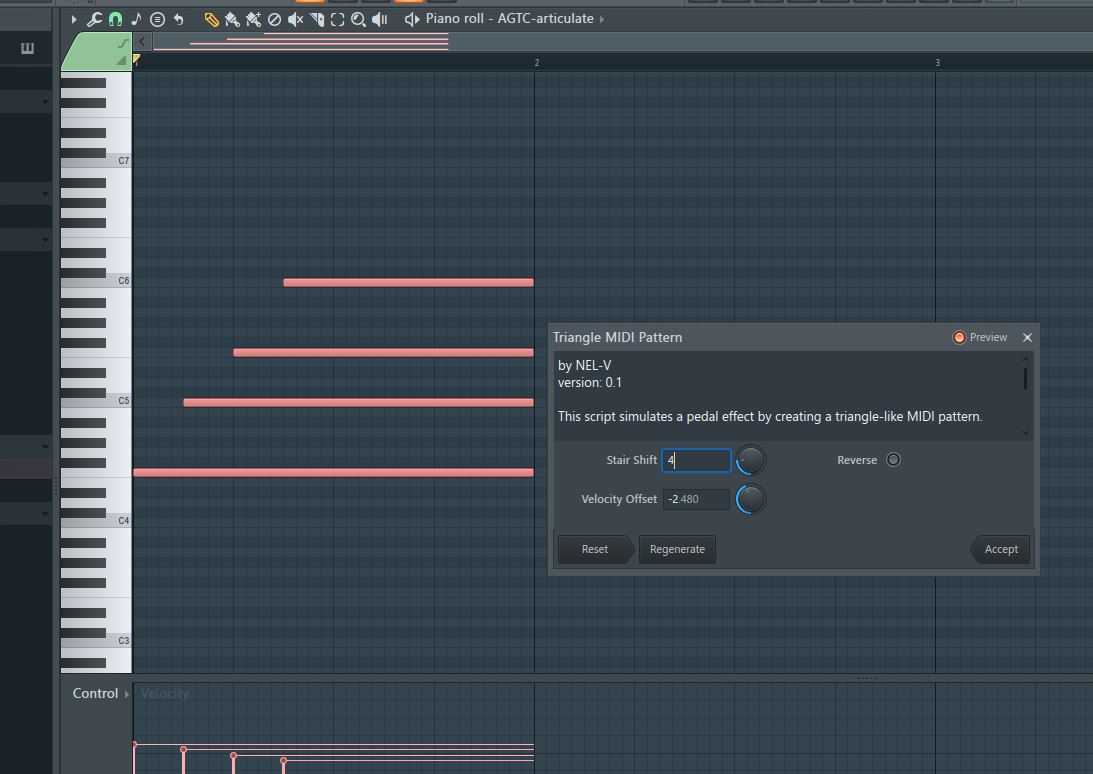 Piano roll - AGTC-articulate
2
3
C7
C6
C5
C4
C3
Triangle MIDI Pattern
Preview
by NEL-V
version: 0.1
This script simulates a pedal effect by creating a triangle-like MIDI pattern.
Stair Shift 4
Reverse
Velocity Offset -2.480
Reset
Regenerate
Accept
Control
Velocity